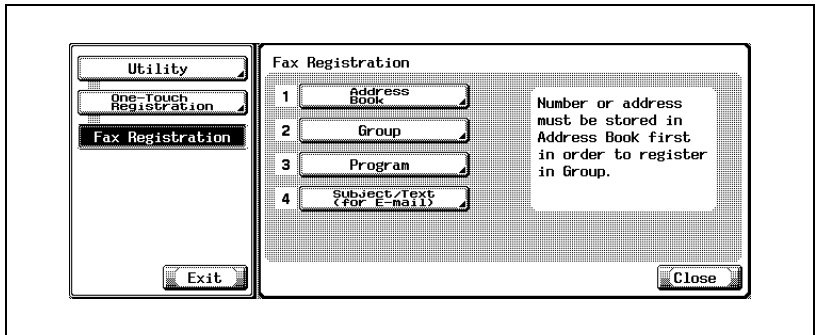 Utility
One-Touch
Registration
Fax Registration
Exit
Fax Registration
1 Address
Book
2 Group
3 Program
4 Subject/Text
(for E-mail)
Number or address
must be stored in
Address Book first
in order to register
in Group.
Close